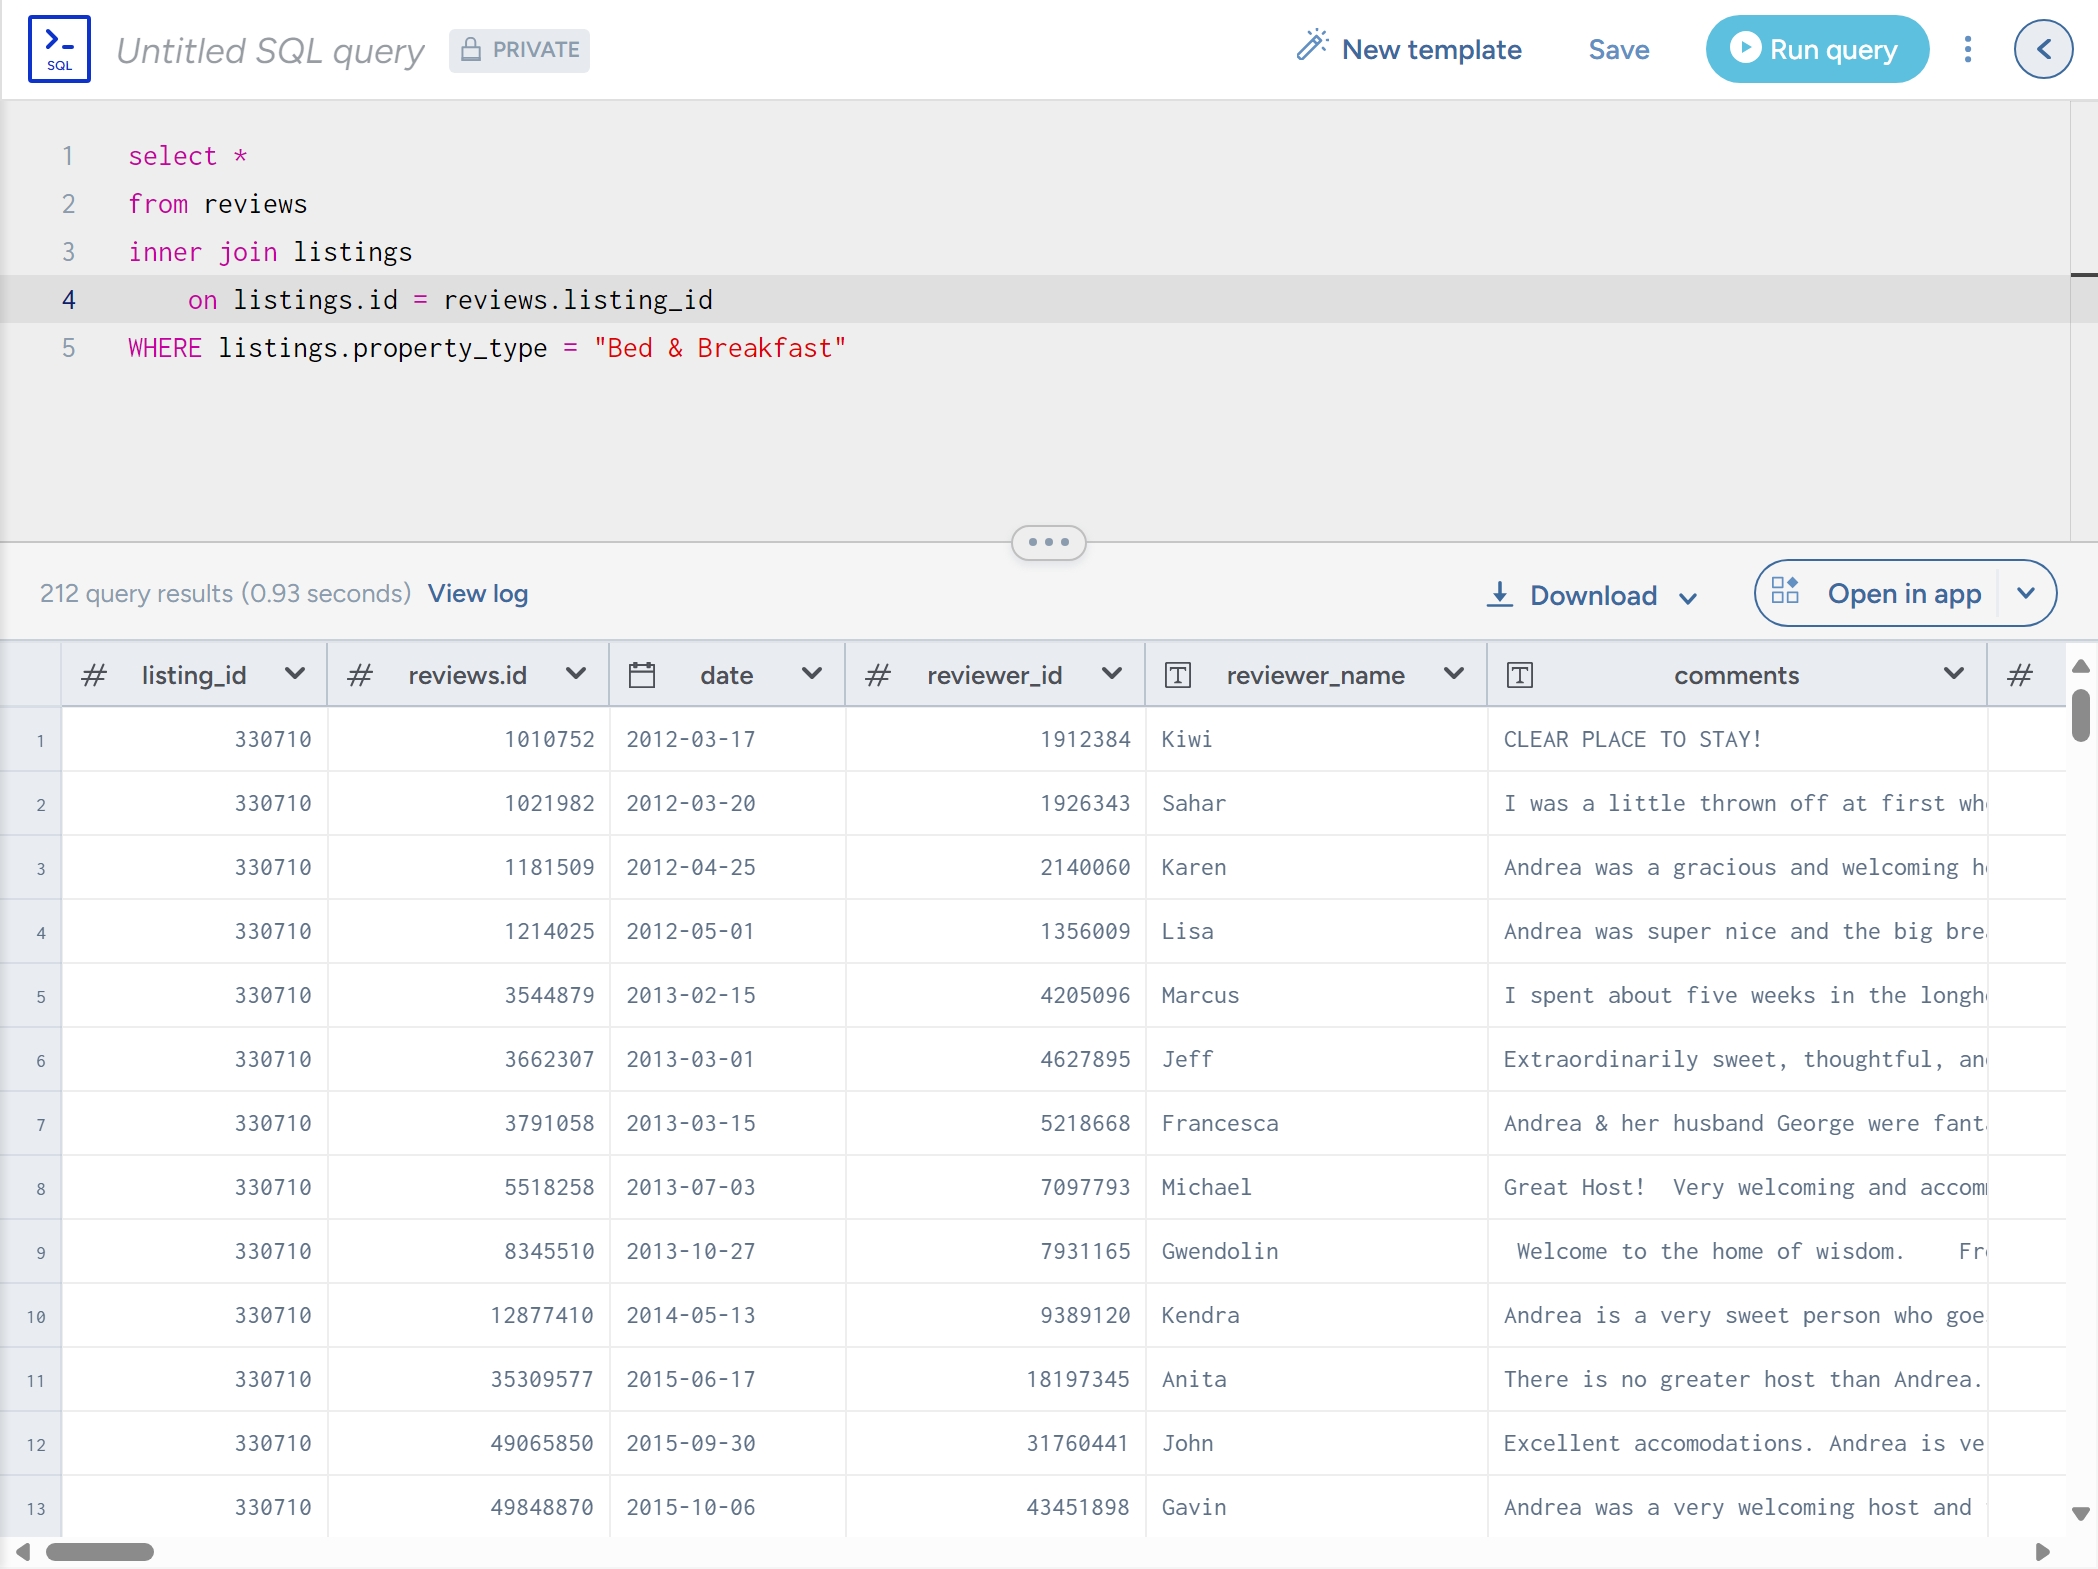 SQL Untitled SQL query PRIVATE New template Save Run query
1 select *
2 from reviews
3 inner join listings
4 on listings.id = reviews.listing_id
5 WHERE listings.property_type = "Bed & Breakfast"
212 query results (0.93 seconds) View log Download Open in app
# listing_id # reviews.id date # reviewer_id T reviewer_name T comments #
1 330710 1010752 2012-03-17 1912384 Kiwi CLEAR PLACE TO STAY!
2 330710 1021982 2012-03-20 1926343 Sahar I was a little thrown off at first
3 330710 1181509 2012-04-25 2140060 Karen Andrea was a gracious and welcoming
4 330710 1214025 2012-05-01 1356009 Lisa Andrea was super nice and the big
5 330710 3544879 2013-02-15 4205096 Marcus I spent about five weeks in the
6 330710 3662307 2013-03-01 4627895 Jeff Extraordinarily sweet, thoughtful,
7 330710 3791058 2013-03-15 5218668 Francesca Andrea & her husband George were
8 330710 5518258 2013-07-03 7097793 Michael Great Host! Very welcoming and
9 330710 8345510 2013-10-27 7931165 Gwendolin Welcome to the home of wisdom.
10 330710 12877410 2014-05-13 9389120 Kendra Andrea is a very sweet person who goe
11 330710 35309577 2015-06-17 18197345 Anita There is no greater host than Andrea.
12 330710 49065850 2015-09-30 31760441 John Excellent accomodations. Andrea is ve
13 330710 49848870 2015-10-06 43451898 Gavin Andrea was a very welcoming host and